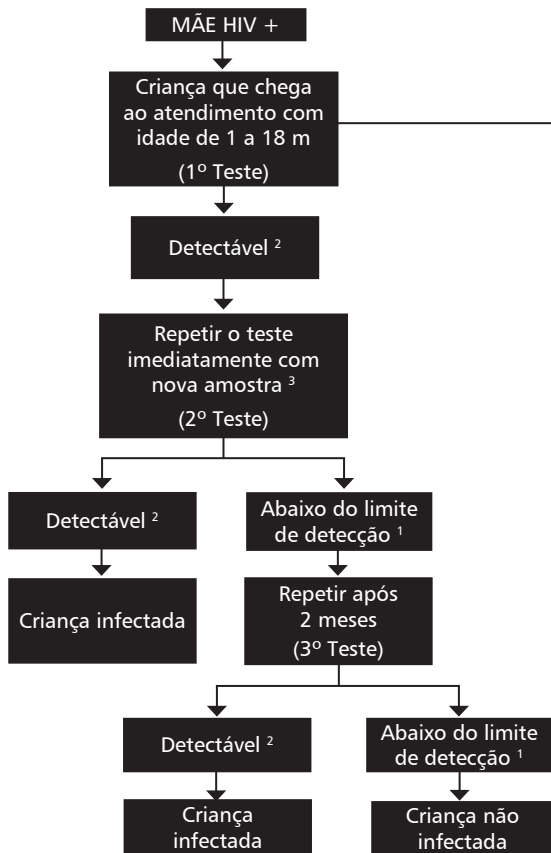 MÃE HIV +
Criança que chega
ao atendimento com
idade de 1 a 18 m
(1º Teste)
Detectável ²
Repetir o teste
imediatamente com
nova amostra ³
(2º Teste)
Detectável ²
Criança infectada
Abaixo do limite
de detecção ¹
Repetir após
2 meses
(3º Teste)
Detectável ²
Criança
infectada
Abaixo do limite
de detecção ¹
Criança não
infectada